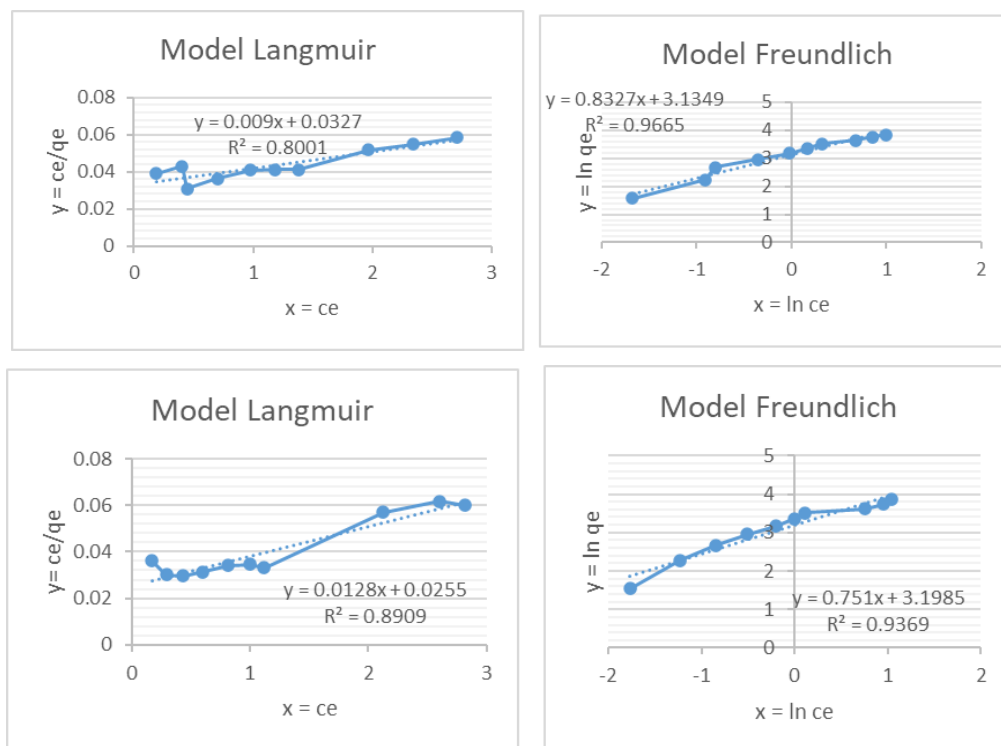 Model Langmuir
y = 0.009x + 0.0327
R² = 0.8001
y = ce/qe
0.08
0.06
0.04
0.02
0
0 1 2 3
x = ce
Model Freundlich
y = 0.8327x + 3.1349
R² = 0.9665
y = ln qe
5
4
3
2
1
0
-2 -1 0 1 2
x = ln ce
Model Langmuir
y = ce/qe
0.08
0.06
0.04
0.02
0
y = 0.0128x + 0.0255
R² = 0.8909
0 1 2 3
x = ce
Model Freundlich
y = ln qe
5
4
3
2
1
0
y = 0.751x + 3.1985
R² = 0.9369
-2 -1 0 1 2
x = ln ce